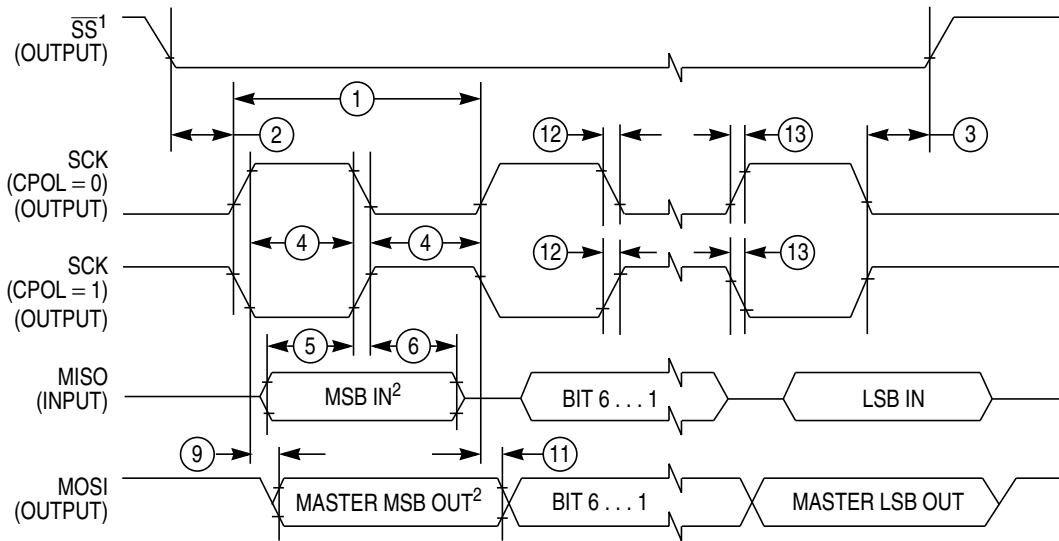 SS¹
(OUTPUT)
1
2
12
13
3
SCK
(CPOL = 0)
(OUTPUT)
4
4
SCK
(CPOL = 1)
(OUTPUT)
12
13
5
6
MISO
(INPUT)
MSB IN²
BIT 6 . . . 1
LSB IN
9
11
MOSI
(OUTPUT)
MASTER MSB OUT²
BIT 6 . . . 1
MASTER LSB OUT